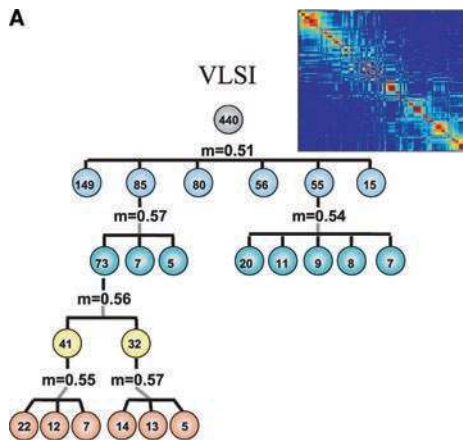 A
VLSI
440
m=0.51
149 85 80 56 55 15
m=0.57 m=0.54
73 7 5 20 11 9 8 7
m=0.56
41 32
m=0.55 m=0.57
22 12 7 14 13 5